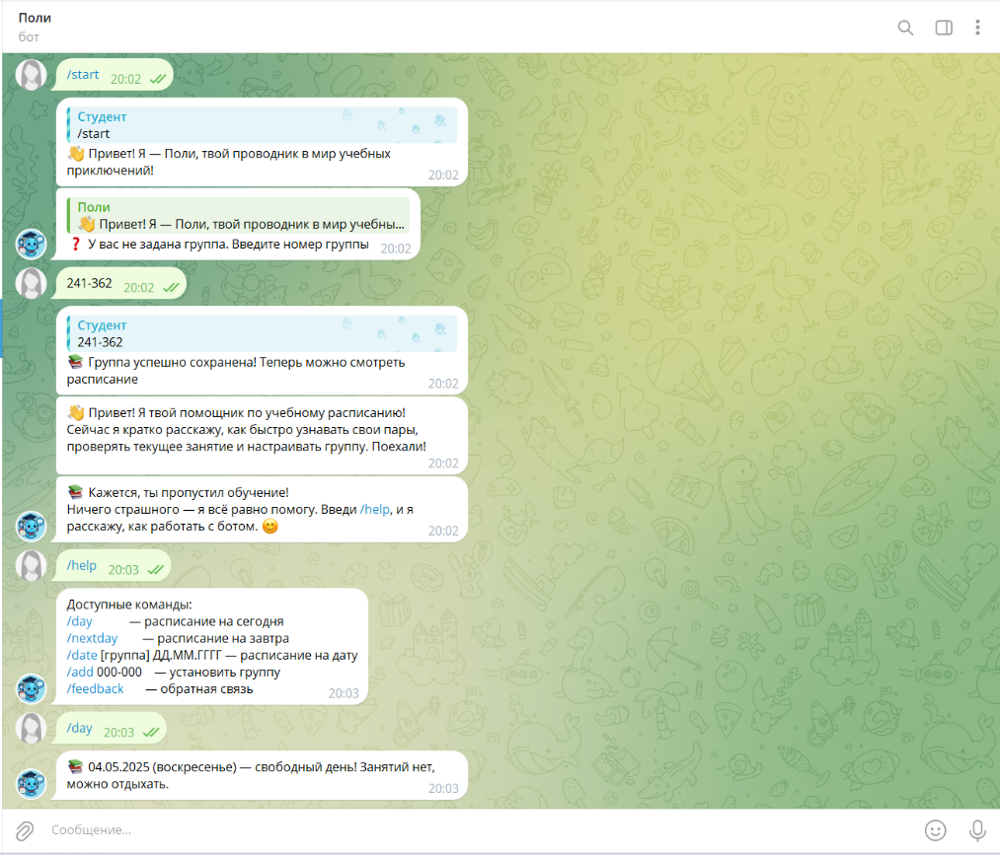 Поли
бот
/start 20:02
Студент
/start
👋 Привет! Я — Поли, твой проводник в мир учебных
приключений! 20:02
Поли
👋 Привет! Я — Поли, твой проводник в мир учебны...
❓ У вас не задана группа. Введите номер группы 20:02
241-362 20:02
Студент
241-362
📚 Группа успешно сохранена! Теперь можно смотреть
расписание 20:02
👋 Привет! Я твой помощник по учебному расписанию!
Сейчас я кратко расскажу, как быстро узнавать свои пары,
проверять текущее занятие и настраивать группу. Поехали!
20:02
📚 Кажется, ты пропустил обучение!
Ничего страшного — я всё равно помогу. Введи /help, и я
расскажу, как работать с ботом. 😊 20:02
/help 20:03
Доступные команды:
/day — расписание на сегодня
/nextday — расписание на завтра
/date [группа] ДД.ММ.ГГГГ — расписание на дату
/add 000-000 — установить группу
/feedback — обратная связь 20:03
/day 20:03
📚 04.05.2025 (воскресенье) — свободный день! Занятий нет,
можно отдыхать. 20:03
Сообщение...